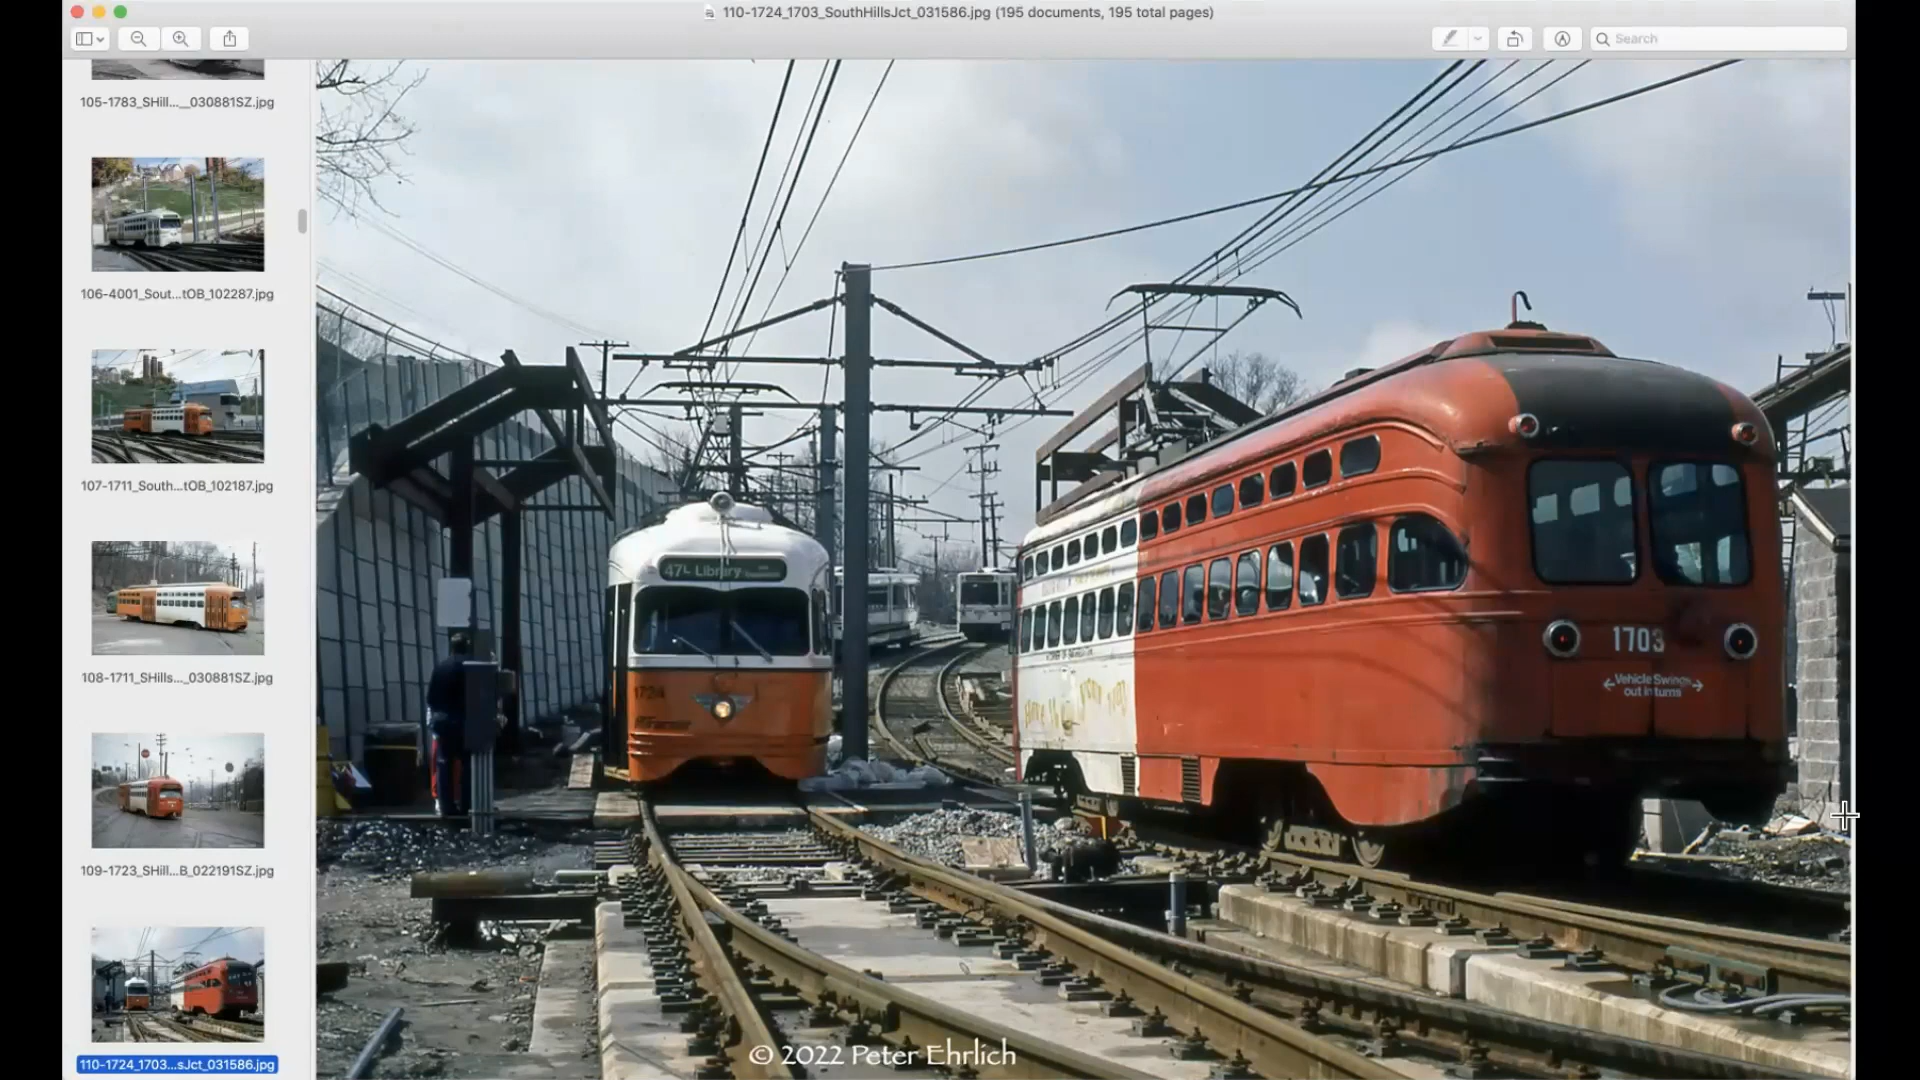 110-1724_1703_SouthHillsJct_031586.jpg (195 documents, 195 total pages)
Search
105-1783_SHill...__030881SZ.jpg
106-4001_Sout...tOB_102287.jpg
107-1711_South...tOB_102187.jpg
108-1711_SHills..._030881SZ.jpg
109-1723_SHill...B_022191SZ.jpg
110-1724_1703...sJct_031586.jpg
47L Library
1724
1703
Vehicle Swings
out in turns
© 2022 Peter Ehrlich